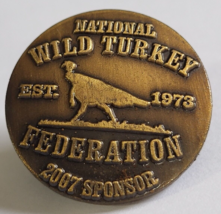 NATIONAL
WILD TURKEY
EST. 1973
FEDERATION
2007 SPONSOR